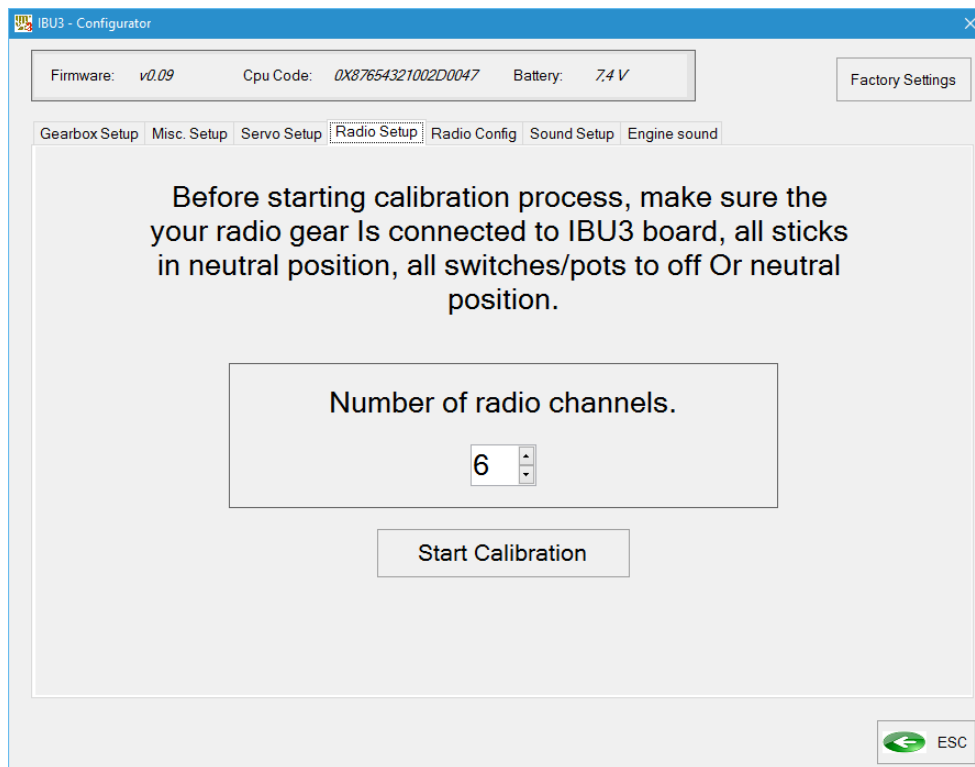 IBU3 - Configurator
Firmware: v0.09 Cpu Code: 0X87654321002D0047 Battery: 7,4 V
Factory Settings
Gearbox Setup Misc. Setup Servo Setup Radio Setup Radio Config Sound Setup Engine sound
Before starting calibration process, make sure the
your radio gear Is connected to IBU3 board, all sticks
in neutral position, all switches/pots to off Or neutral
position.
Number of radio channels.
6
Start Calibration
ESC